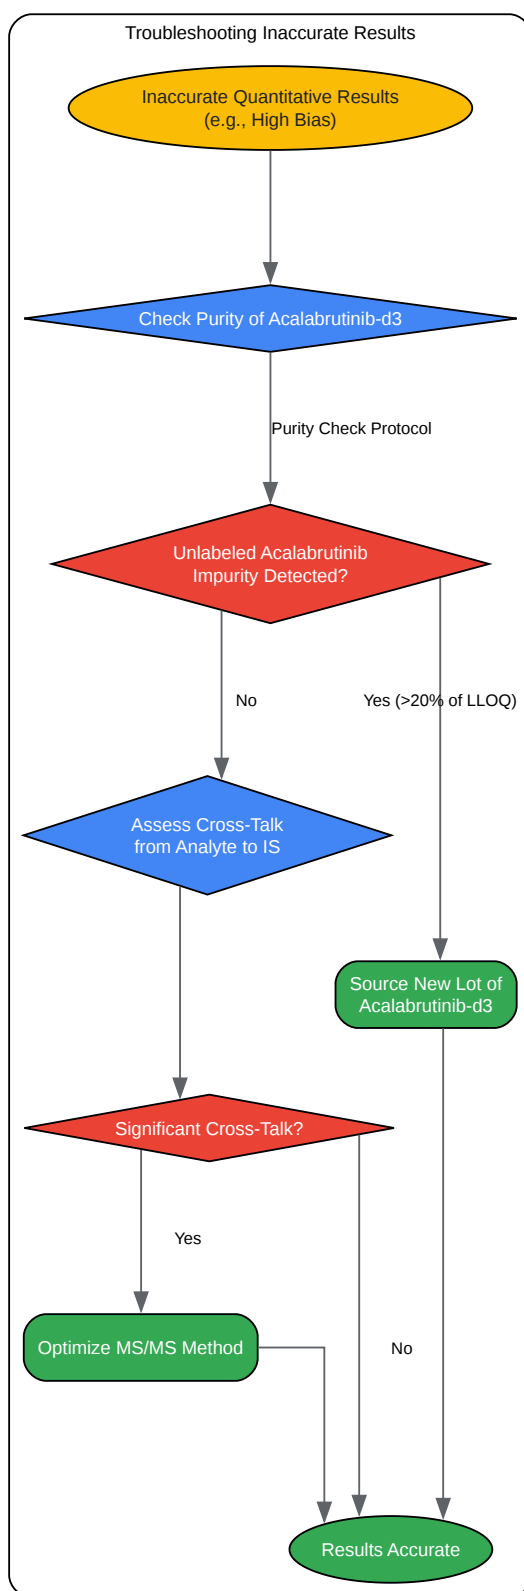 Troubleshooting Inaccurate Results
Inaccurate Quantitative Results
(e.g., High Bias)
Check Purity of Acalabrutinib-d3
Purity Check Protocol
Unlabeled Acalabrutinib
Impurity Detected?
No
Yes (>20% of LLOQ)
Assess Cross-Talk
from Analyte to IS
Source New Lot of
Acalabrutinib-d3
Significant Cross-Talk?
Yes
Optimize MS/MS Method
No
Results Accurate